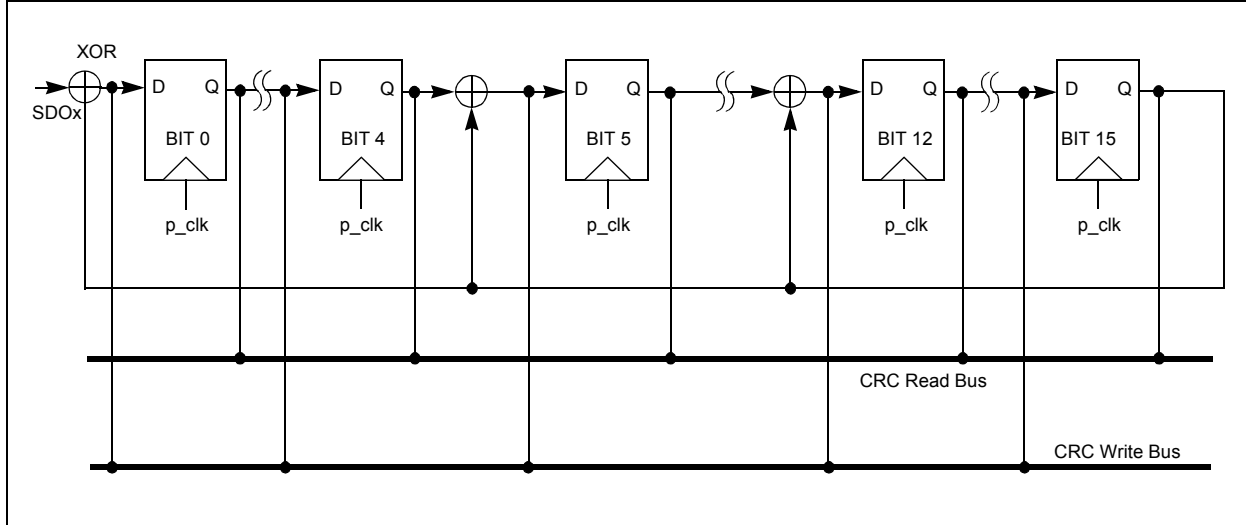 XOR
SDOx
D Q
BIT 0
p_clk
D Q
BIT 4
p_clk
D Q
BIT 5
p_clk
D Q
BIT 12
p_clk
D Q
BIT 15
p_clk
CRC Read Bus
CRC Write Bus